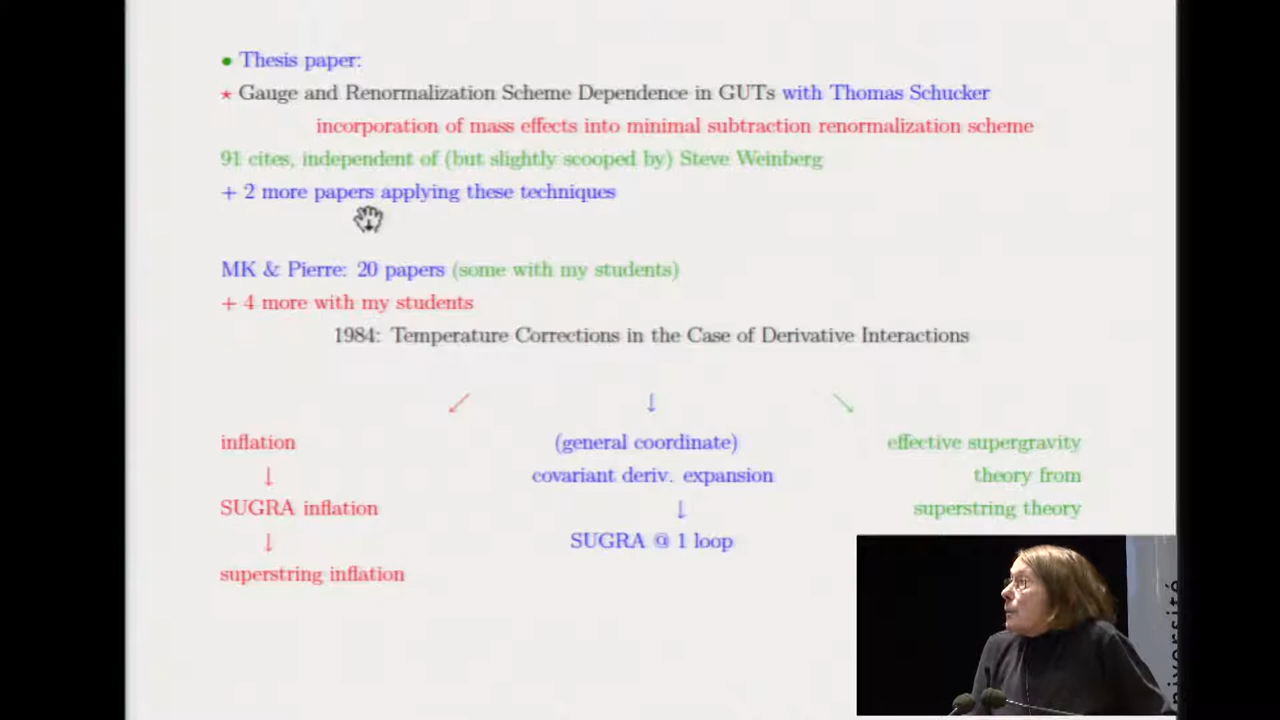 • Thesis paper:
⋆ Gauge and Renormalization Scheme Dependence in GUTs with Thomas Schucker
incorporation of mass effects into minimal subtraction renormalization scheme
91 cites, independent of (but slightly scooped by) Steve Weinberg
+ 2 more papers applying these techniques
MK & Pierre: 20 papers (some with my students)
+ 4 more with my students
1984: Temperature Corrections in the Case of Derivative Interactions
↙ ↓ ↘
inflation
↓
SUGRA inflation
↓
superstring inflation
(general coordinate)
covariant deriv. expansion
↓
SUGRA @ 1 loop
effective supergravity
theory from
superstring theory
iversité